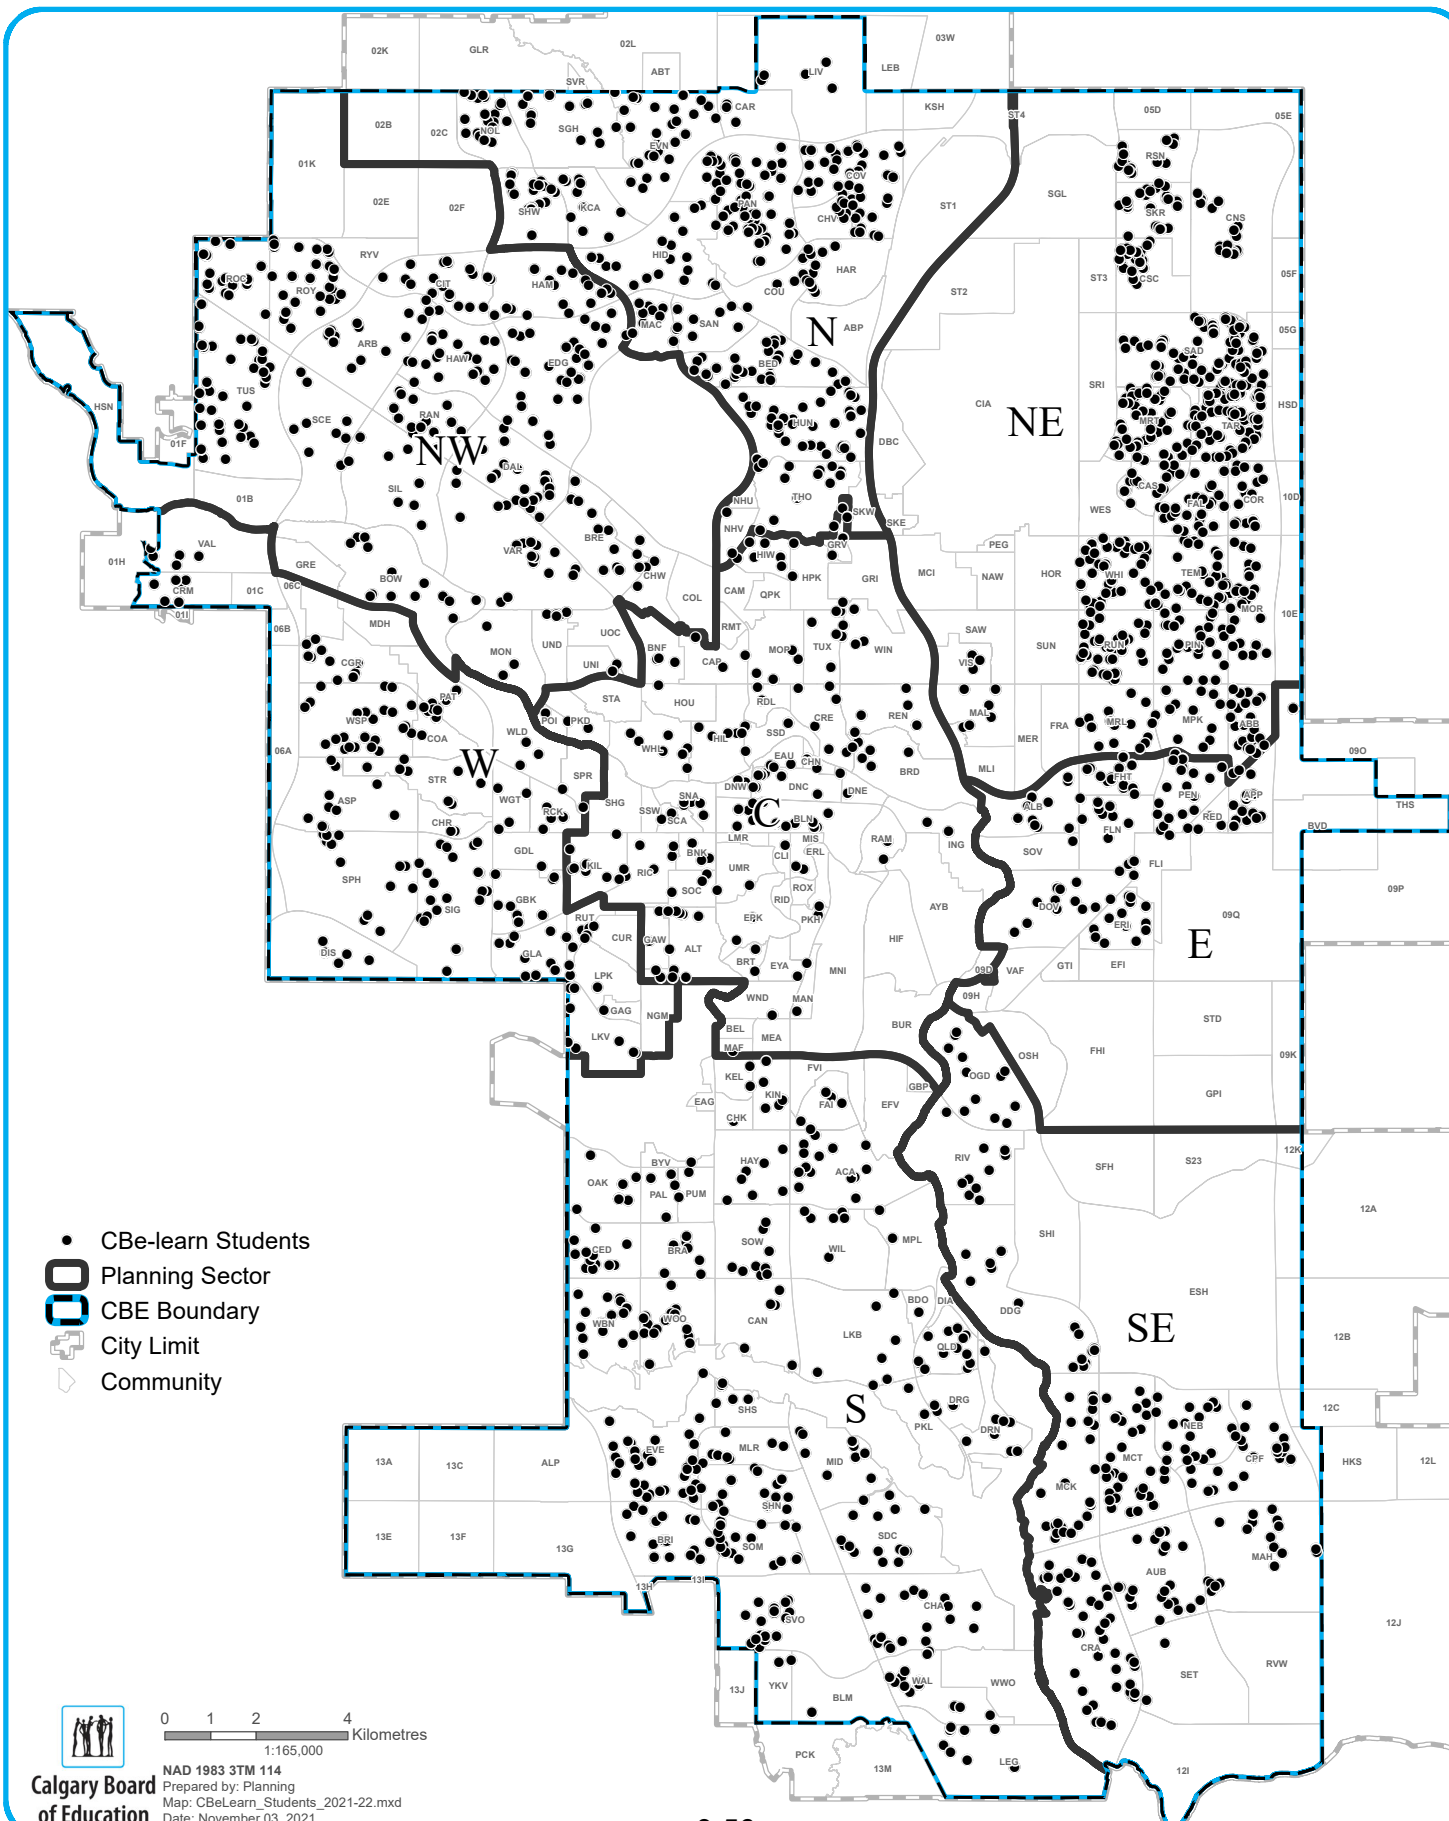 02K
GLR
02L
03W
SVR
ABT
LIV
LEB
CAR
KSH
ST4
05D
05E
02B
02C
NOL
SGH
EVN
01K
RSN
02E
02F
SHW
KCA
PAN
COV
CHV
ST1
SGL
SKR
CNS
RYV
HID
HAR
ROC
ROY
CIT
HAM
COU
ST2
ST3
CSC
05F
MAC
SAN
N
ABP
05G
ARB
HAW
EDG
BED
SAD
TUS
SRI
HSN
SCE
RAN
HUN
CIA
NE
MRT
TAR
HSD
01F
NW
DBC
DAL
CAS
01B
SIL
NHU
THO
SKW
SKE
WES
FAL
COR
10D
NHV
VAL
VAR
BRE
HIW
GRV
PEG
01H
GRE
BOW
CHW
HPK
GRI
MCI
NAW
HOR
WHI
TEM
CRM
01C
06C
CAM
QPK
COL
MOR
10E
01I
06B
MDH
RMT
UOC
SAW
SUN
RUN
PIN
CGR
MON
UND
UNI
BNF
CAP
MOP
TUX
WIN
VIS
PAT
STA
HOU
RDL
WSP
POI
PKD
CRE
REN
MAL
FRA
MRL
MPK
ABB
COA
WLD
WHL
HIL
SSD
MER
06A
W
EAU
CHN
BRD
MLI
09O
STR
SPR
DNW
DNC
DNE
FHT
ASP
WGT
RCK
SHG
SSW
SNA
SCA
C
BLN
ALB
PEN
APP
THS
CHR
LMR
MIS
RAM
ING
FLN
RED
BVD
GDL
BNK
CLI
ERL
SOV
SPH
KIL
RIC
UMR
FLI
SOC
ROX
09P
SIG
GBK
RID
AYB
DOV
RUT
EPK
PKH
ERI
09Q
CUR
GAW
HIF
E
DIS
GLA
ALT
BRT
EYA
MNI
09D
VAF
GTI
EFI
LPK
WND
MAN
09H
GAG
NGM
BUR
STD
LKV
BEL
MEA
OSH
FHI
09K
MAF
KEL
FVI
OGD
GBP
GPI
EAG
KIN
FAI
EFV
CHK
12K
BYV
HAY
ACA
RIV
SFH
S23
OAK
PAL
PUM
12A
CED
BRA
SOW
WIL
MPL
SHI
ESH
BDO
DIA
DDG
WBN
WOO
CAN
LKB
QLD
SE
12B
SHS
S
DRG
12C
PKL
DRN
EVE
MLR
MID
NEB
13A
13C
ALP
MCT
CPF
HKS
12L
MCK
SHN
13E
13F
13G
BRI
SOM
SDC
MAH
13H
13I
AUB
CHA
SVO
12J
CRA
SET
RVW
13J
YKV
BLM
WAL
WWO
PCK
13M
LEG
12I
CBe-learn Students
Planning Sector
CBE Boundary
City Limit
Community
0 1 2 4
Kilometres
1:165,000
NAD 1983 3TM 114
Prepared by: Planning
Map: CBeLearn_Students_2021-22.mxd
Date: November 03, 2021
Calgary Board
of Education